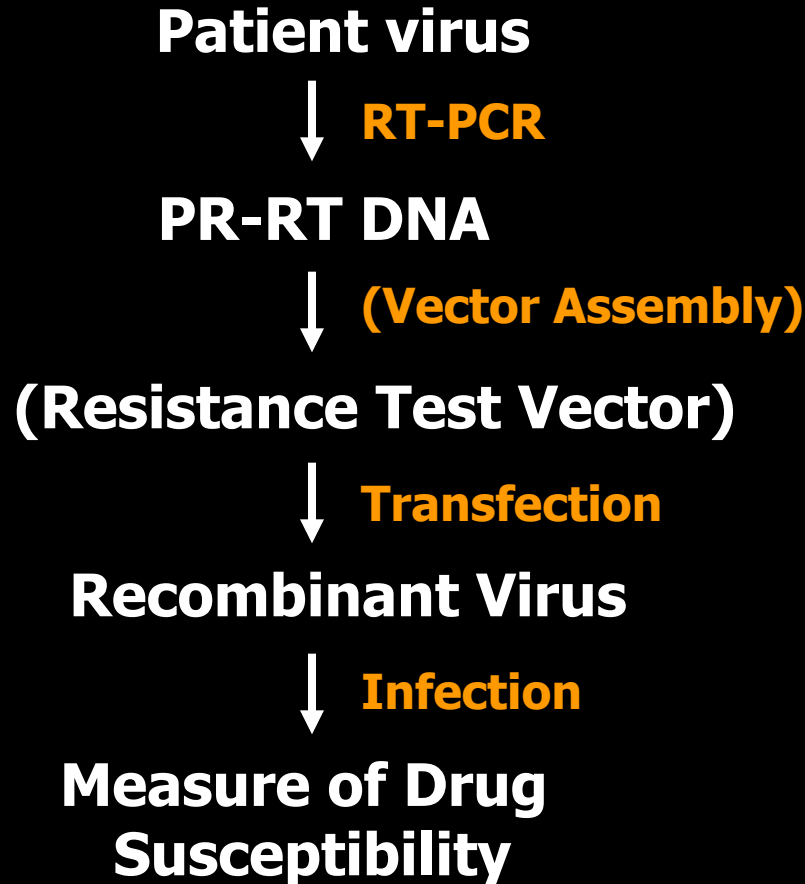 Patient virus
RT-PCR
PR-RT DNA
(Vector Assembly)
(Resistance Test Vector)
Transfection
Recombinant Virus
Infection
Measure of Drug
Susceptibility